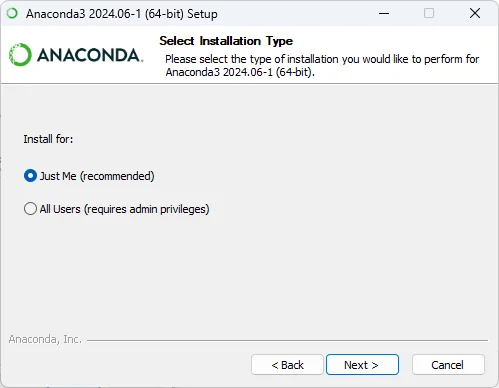 Anaconda3 2024.06-1 (64-bit) Setup
ANACONDA.
Select Installation Type
Please select the type of installation you would like to perform for
Anaconda3 2024.06-1 (64-bit).
Install for:
Just Me (recommended)
All Users (requires admin privileges)
Anaconda, Inc.
< Back
Next >
Cancel